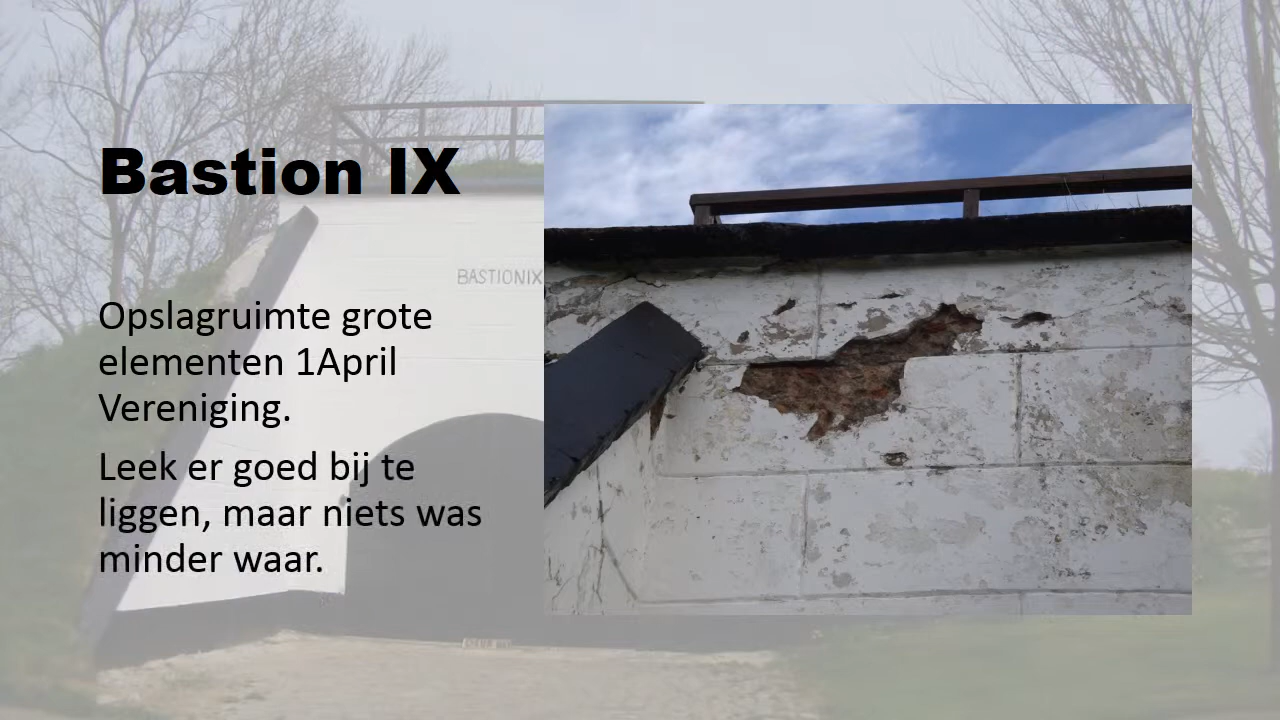 Bastion IX
BASTIONIX
Opslagruimte grote
elementen 1April
Vereniging.
Leek er goed bij te
liggen, maar niets was
minder waar.